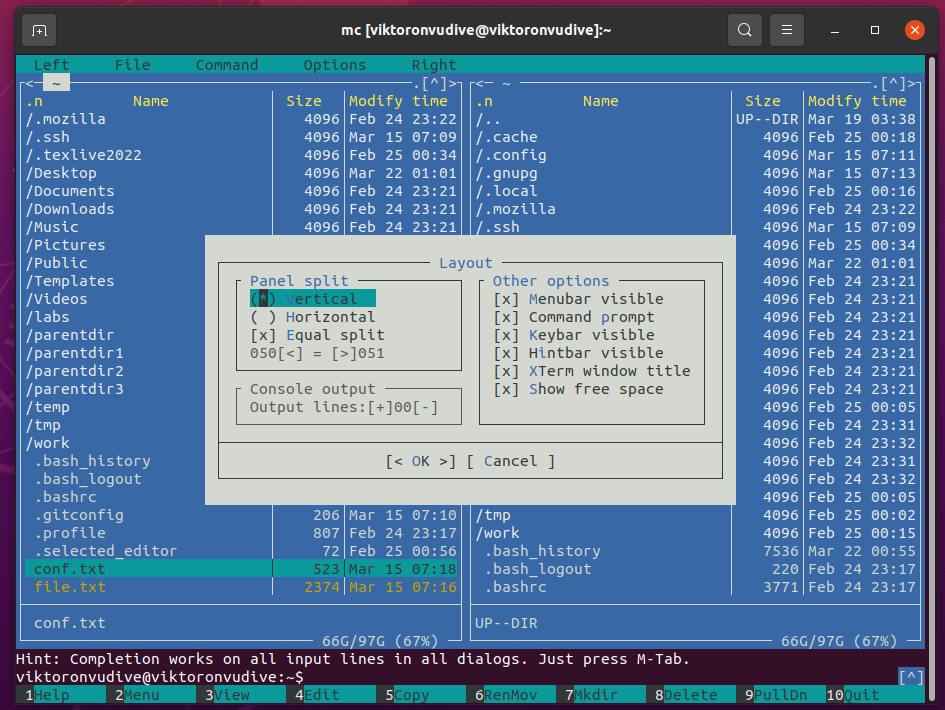 mc [viktoronvudive@viktoronvudive]:~
Left File Command Options Right
<- ~ .[^]>
.n Name Size Modify time
/.mozilla 4096 Feb 24 23:22
/.ssh 4096 Mar 15 07:09
/.texlive2022 4096 Feb 25 00:34
/Desktop 4096 Mar 22 01:01
/Documents 4096 Feb 24 23:21
/Downloads 4096 Feb 24 23:21
/Music 4096 Feb 24 23:21
/Pictures
/Public
/Templates
/Videos
/labs
/parentdir
/parentdir1
/parentdir2
/parentdir3
/temp
/tmp
/work
.bash_history
.bash_logout
.bashrc
.gitconfig 206 Mar 15 07:10
.profile 807 Feb 24 23:17
.selected_editor 72 Feb 25 00:56
conf.txt 523 Mar 15 07:18
file.txt 2374 Mar 15 07:16
conf.txt
66G/97G (67%)
<- ~ .[^]>
.n Name Size Modify time
/.. UP--DIR Mar 19 03:38
/.cache 4096 Feb 25 00:18
/.config 4096 Mar 15 07:11
/.gnupg 4096 Mar 15 07:13
/.local 4096 Feb 25 00:16
/.mozilla 4096 Feb 24 23:22
/.ssh 4096 Mar 15 07:09
4096 Feb 25 00:34
4096 Mar 22 01:01
4096 Feb 24 23:21
4096 Feb 24 23:21
4096 Feb 24 23:21
4096 Feb 24 23:21
4096 Feb 24 23:21
4096 Feb 24 23:21
4096 Feb 24 23:21
4096 Feb 25 00:05
4096 Feb 24 23:31
4096 Feb 24 23:32
4096 Feb 24 23:31
4096 Feb 24 23:32
4096 Feb 25 00:05
/tmp 4096 Feb 25 00:02
/work 4096 Feb 25 00:15
.bash_history 7536 Mar 22 00:55
.bash_logout 220 Feb 24 23:17
.bashrc 3771 Feb 24 23:17
UP--DIR
66G/97G (67%)
Layout
Panel split
(*) Vertical
( ) Horizontal
[x] Equal split
050[<] = [>]051
Console output
Output lines:[+]00[-]
Other options
[x] Menubar visible
[x] Command prompt
[x] Keybar visible
[x] Hintbar visible
[x] XTerm window title
[x] Show free space
[< OK >] [ Cancel ]
Hint: Completion works on all input lines in all dialogs. Just press M-Tab.
viktoronvudive@viktoronvudive:~$ [^]
1Help 2Menu 3View 4Edit 5Copy 6RenMov 7Mkdir 8Delete 9PullDn 10Quit